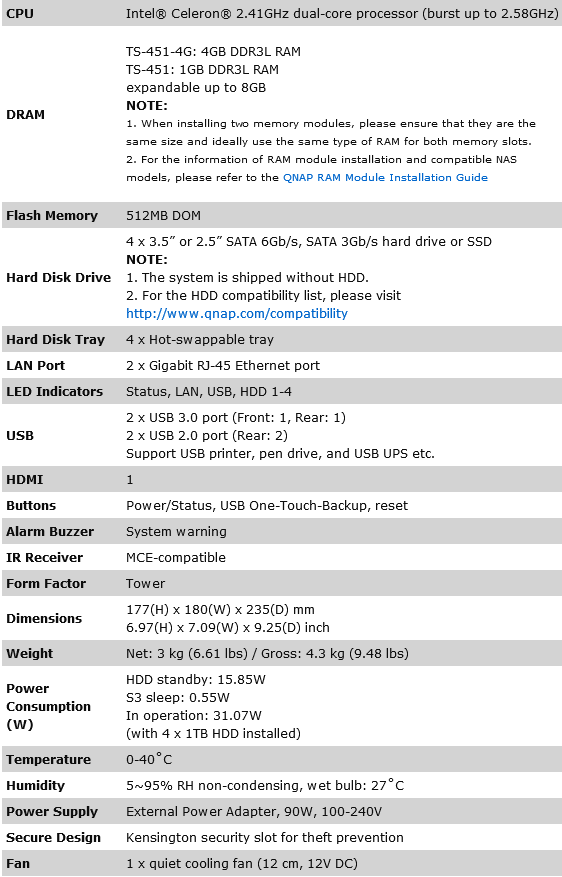 CPU Intel® Celeron® 2.41GHz dual-core processor (burst up to 2.58GHz)
DRAM
TS-451-4G: 4GB DDR3L RAM
TS-451: 1GB DDR3L RAM
expandable up to 8GB
NOTE:
1. When installing two memory modules, please ensure that they are the
same size and ideally use the same type of RAM for both memory slots.
2. For the information of RAM module installation and compatible NAS
models, please refer to the QNAP RAM Module Installation Guide
Flash Memory 512MB DOM
Hard Disk Drive
4 x 3.5″ or 2.5″ SATA 6Gb/s, SATA 3Gb/s hard drive or SSD
NOTE:
1. The system is shipped without HDD.
2. For the HDD compatibility list, please visit
http://www.qnap.com/compatibility
Hard Disk Tray 4 x Hot-swappable tray
LAN Port 2 x Gigabit RJ-45 Ethernet port
LED Indicators Status, LAN, USB, HDD 1-4
USB
2 x USB 3.0 port (Front: 1, Rear: 1)
2 x USB 2.0 port (Rear: 2)
Support USB printer, pen drive, and USB UPS etc.
HDMI 1
Buttons Power/Status, USB One-Touch-Backup, reset
Alarm Buzzer System warning
IR Receiver MCE-compatible
Form Factor Tower
Dimensions
177(H) x 180(W) x 235(D) mm
6.97(H) x 7.09(W) x 9.25(D) inch
Weight Net: 3 kg (6.61 lbs) / Gross: 4.3 kg (9.48 lbs)
Power
Consumption
(W)
HDD standby: 15.85W
S3 sleep: 0.55W
In operation: 31.07W
(with 4 x 1TB HDD installed)
Temperature 0-40˚C
Humidity 5~95% RH non-condensing, wet bulb: 27˚C
Power Supply External Power Adapter, 90W, 100-240V
Secure Design Kensington security slot for theft prevention
Fan 1 x quiet cooling fan (12 cm, 12V DC)